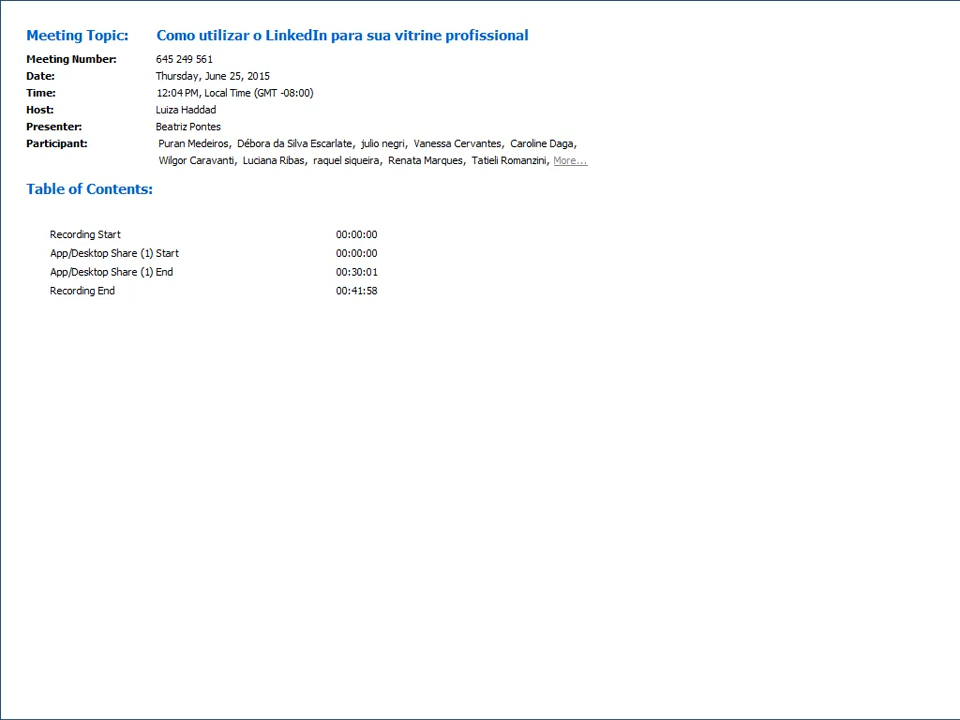 Meeting Topic: Como utilizar o LinkedIn para sua vitrine profissional
Meeting Number: 645 249 561
Date: Thursday, June 25, 2015
Time: 12:04 PM, Local Time (GMT -08:00)
Host: Luiza Haddad
Presenter: Beatriz Pontes
Participant: Puran Medeiros, Débora da Silva Escarlate, julio negri, Vanessa Cervantes, Caroline Daga,
Wilgor Caravanti, Luciana Ribas, raquel siqueira, Renata Marques, Tatieli Romanzini, More...
Table of Contents:
Recording Start 00:00:00
App/Desktop Share (1) Start 00:00:00
App/Desktop Share (1) End 00:30:01
Recording End 00:41:58